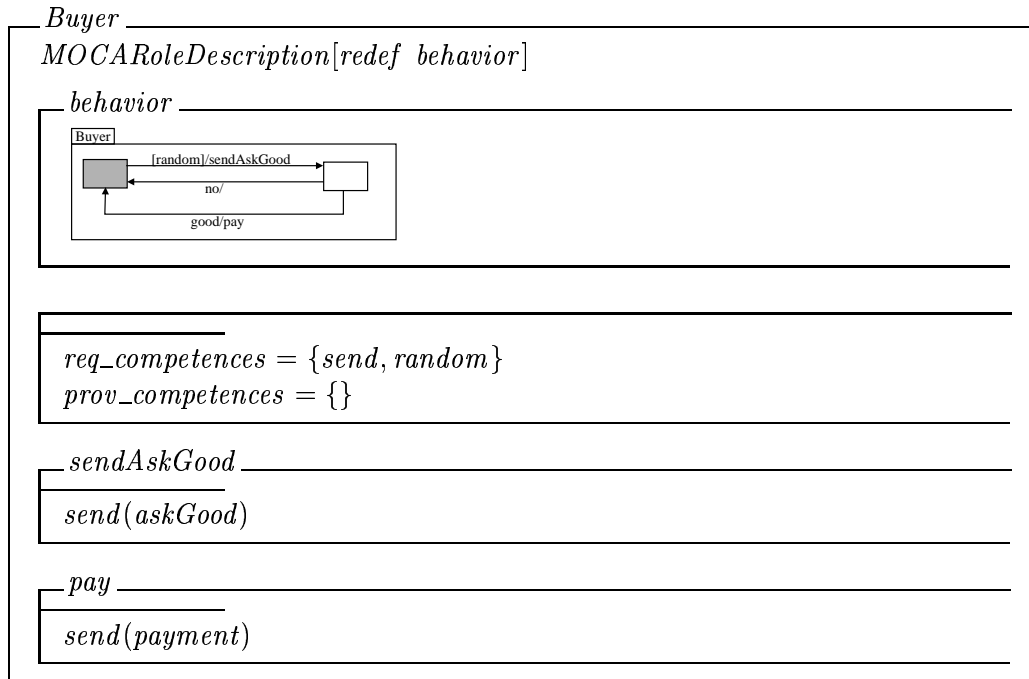 Buyer
MOCARoleDescription[redef behavior]
behavior
Buyer
[random]/sendAskGood
no/
good/pay
req_competences = {send, random}
prov_competences = {}
sendAskGood
send(askGood)
pay
send(payment)